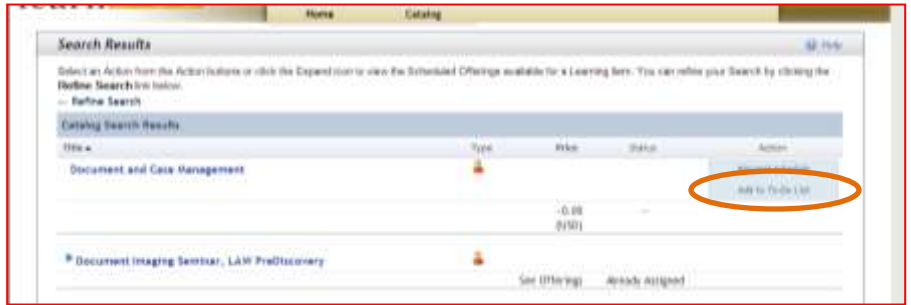 Home Catalog
Search Results
Help
Select an Action from the Action buttons or click the Expand icon to view the Scheduled Offerings available for a Learning Item. You can refine your Search by clicking the
Refine Search link below.
Refine Search
Catalog Search Results
Title Type Price Status Action
Document and Case Management
Add to To-Do List
-0.00 --
(USD)
Document Imaging Seminar, LAW PreDiscovery
See Offerings Already Assigned